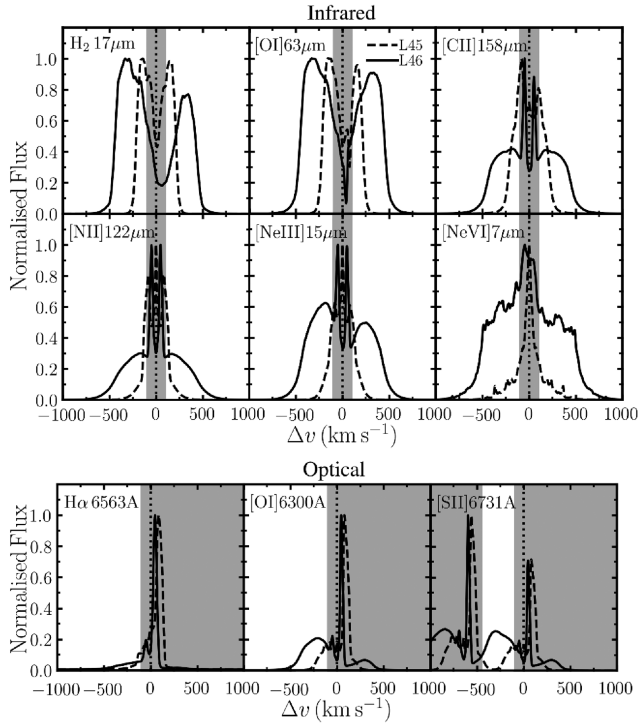 Infrared
H₂ 17μm
[OI]63μm
L45
L46
[CII]158μm
1.0
0.8
0.6
0.4
0.2
0.0
Normalised Flux
[NII]122μm
[NeIII]15μm
[NeVI]7μm
1.0
0.8
0.6
0.4
0.2
0.0
−1000 −500 0 500 1000 −500 0 500 1000 −500 0 500 1000
Δv (km s⁻¹)
Optical
Hα 6563A
[OI]6300A
[SII]6731A
1.0
0.8
0.6
0.4
0.2
0.0
Normalised Flux
−1000 −500 0 500 1000 −500 0 500 1000 −500 0 500 1000
Δv (km s⁻¹)